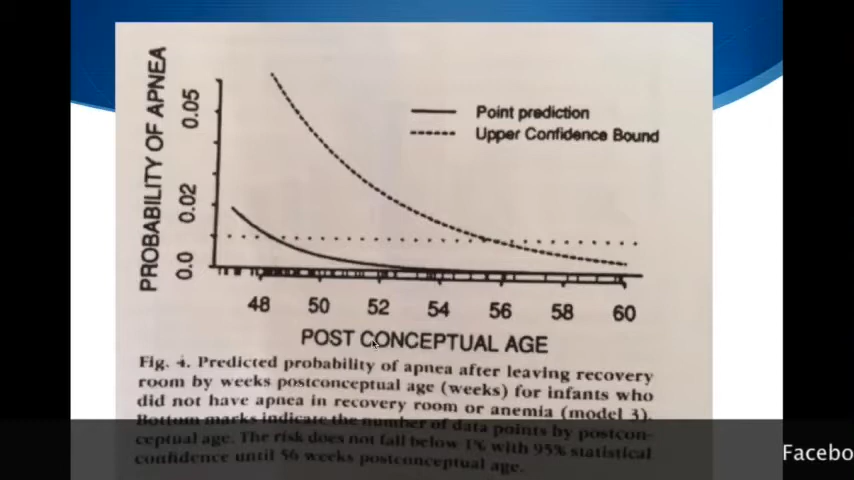 PROBABILITY OF APNEA
0.05
0.02
0.0
Point prediction
Upper Confidence Bound
48 50 52 54 56 58 60
POST CONCEPTUAL AGE
Fig. 4. Predicted probability of apnea after leaving recovery
room by weeks postconceptual age (weeks) for infants who
did not have apnea in recovery room or anemia (model 3).
Bottom marks indicate the number of data points by postcon-
ceptual age. The risk does not fall below 1% with 95% statistical
confidence until 56 weeks postconceptual age.
Facebo